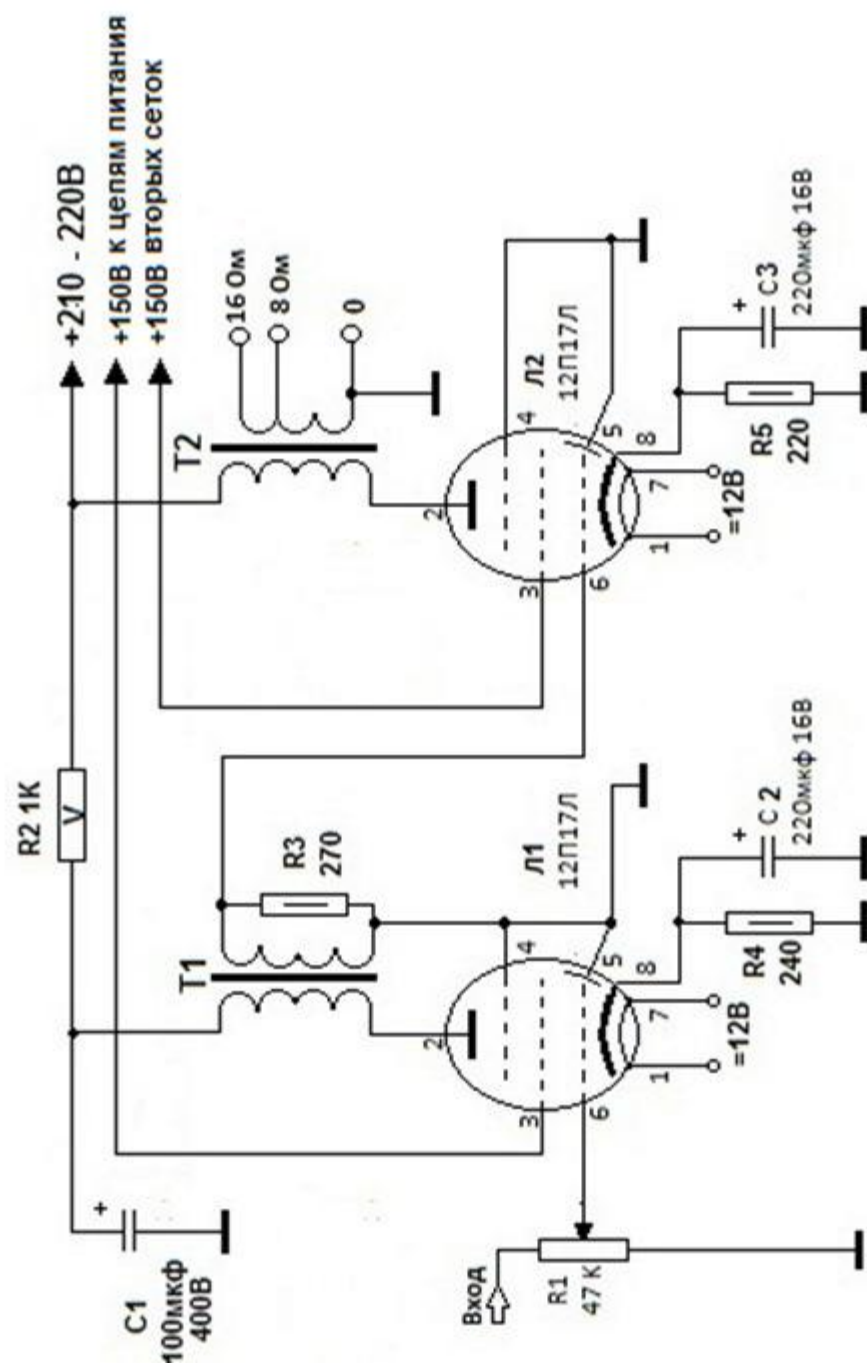 R2 1K
V
+210 - 220В
+150В к цепям питания
+150В вторых сеток
C1
+
100мкф
400В
T1
R3
270
T2
16 Ом
8 Ом
0
Вход
R1
47 K
2
3
4
5
6
7
8
1
=12В
Л1
12П17Л
R4
240
+
C 2
220мкф 16В
2
3
4
5
6
7
8
1
=12В
Л2
12П17Л
R5
220
+
C3
220мкф 16В